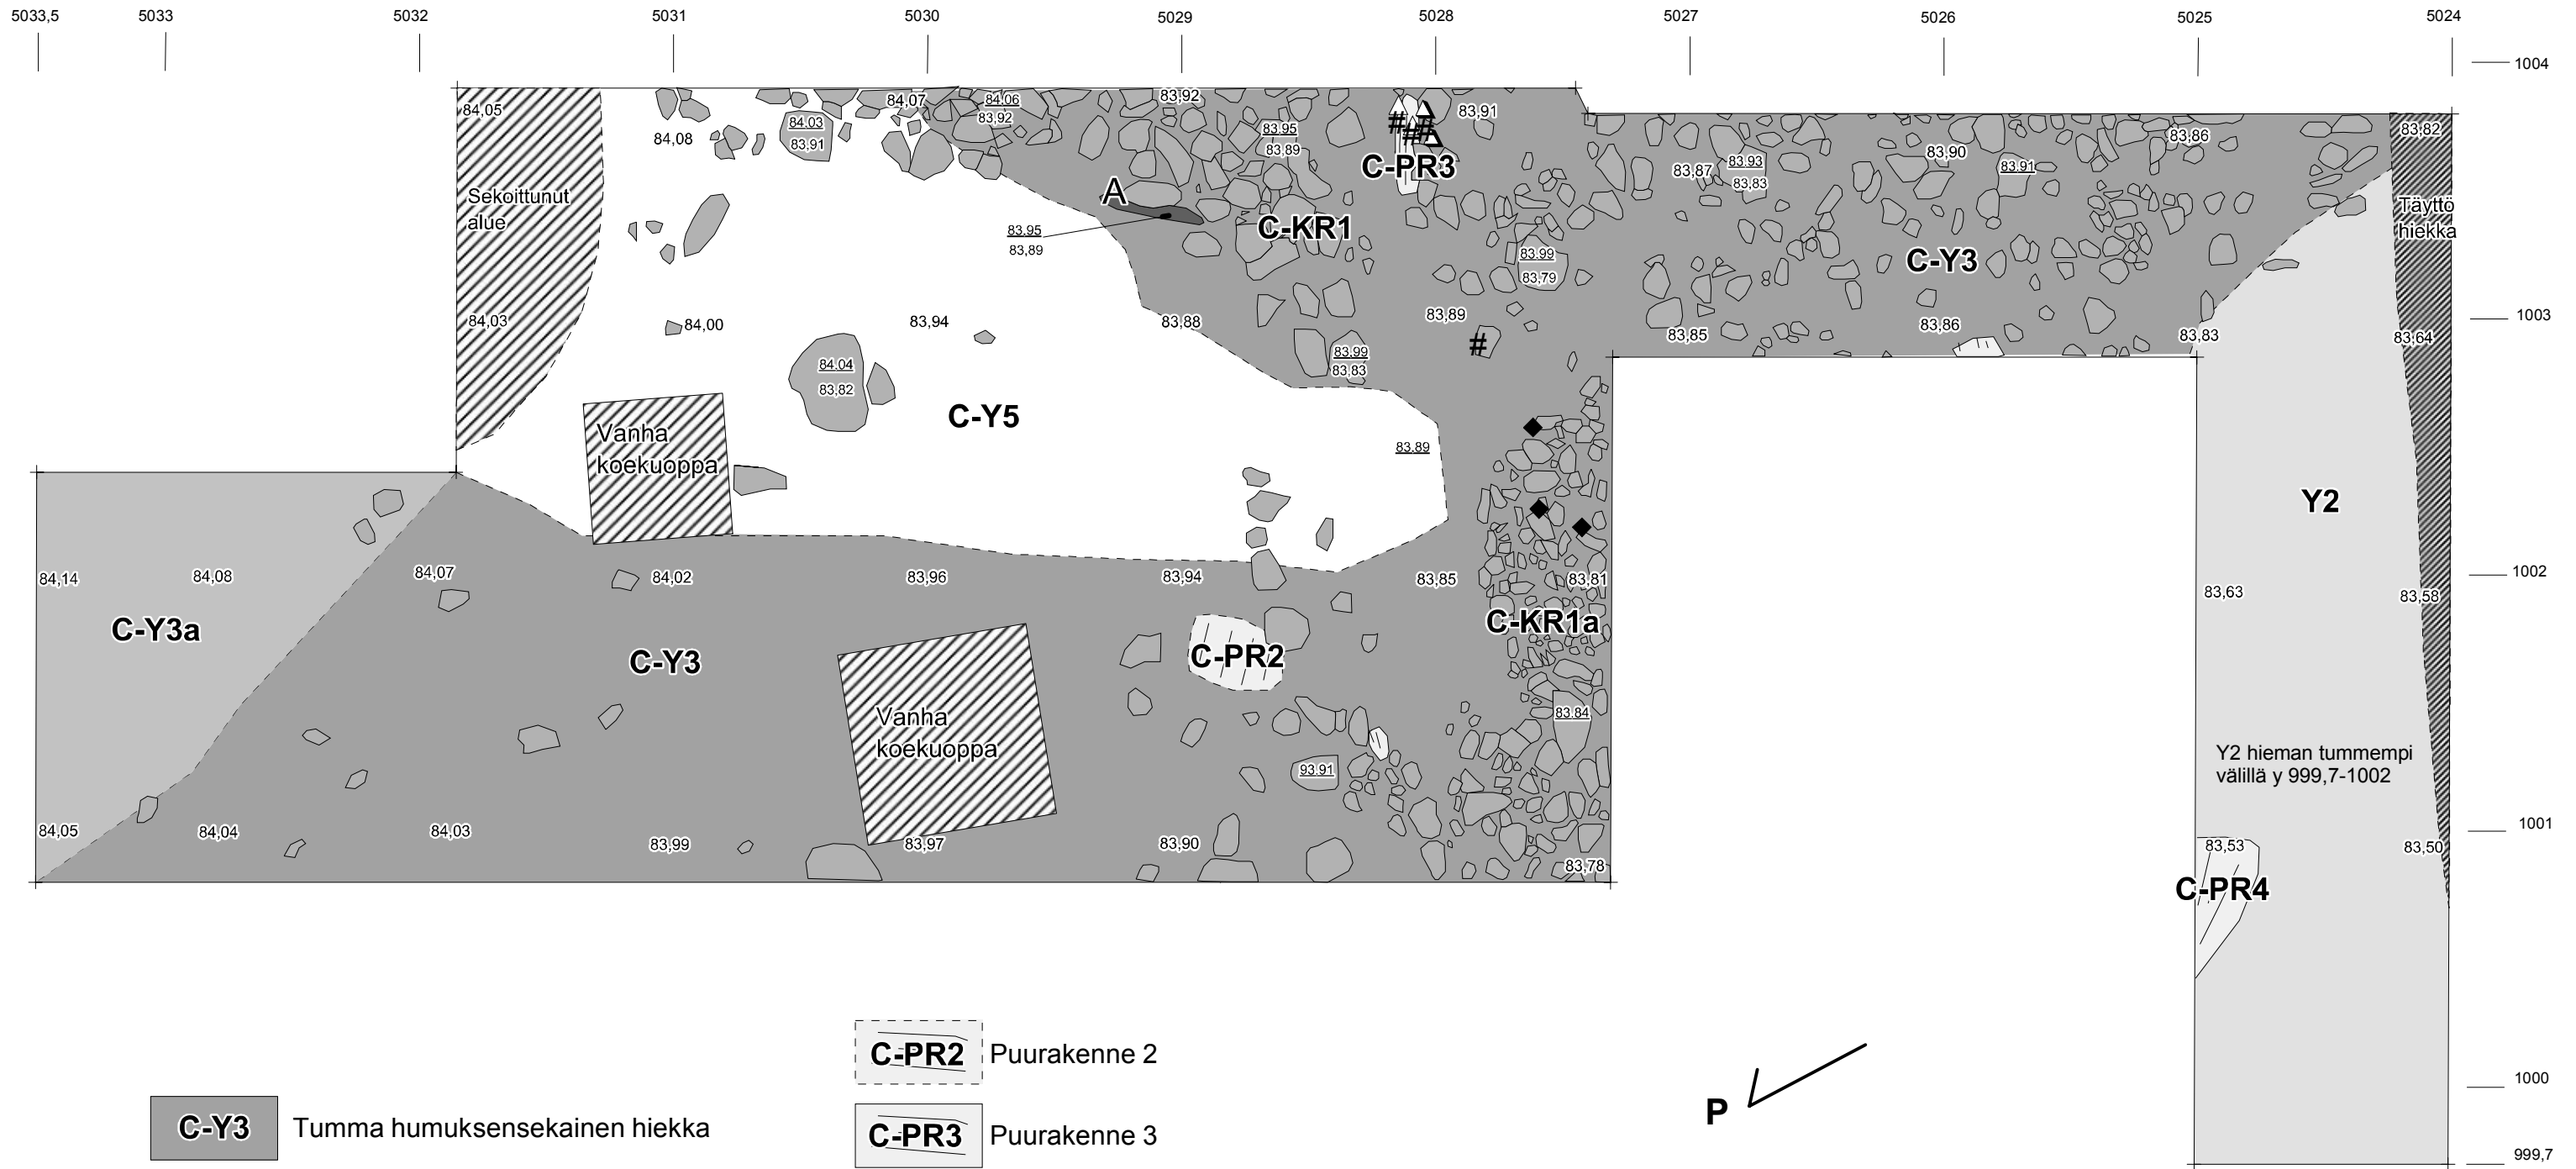 5033,5 5033 5032 5031 5030 5029 5028 5027 5026 5025 5024
1004
84,05
84,08
84.03
83,91
84,07
84.06
83,92
83,92
83.95
83,89
# # #
83,91
C-PR3
83,87
83.93
83,83
83,90
83.91
83,86
83,82
Sekoittunut
alue
A
83.95
83,89
C-KR1
83.99
83,79
C-Y3
Täyttö
hiekka
84,03
84,00
83,94
83,88
83,89
#
83,85
83,86
83,83
83,64
1003
84.04
83,82
83.99
83,83
C-Y5
Vanha
koekuoppa
83.89
Y2
84,14
84,08
84,07
84,02
83,96
83,94
83,85
83,81
83,63
83,58
1002
C-Y3a
C-Y3
C-PR2
C-KR1a
Vanha
koekuoppa
83.84
93.91
Y2 hieman tummempi
välillä y 999,7-1002
84,05
84,04
84,03
83,99
83,97
83,90
83,78
83,53
83,50
1001
C-PR4
C-PR2 Puurakenne 2
C-Y3 Tumma humuksensekainen hiekka
C-PR3 Puurakenne 3
P
1000
999,7